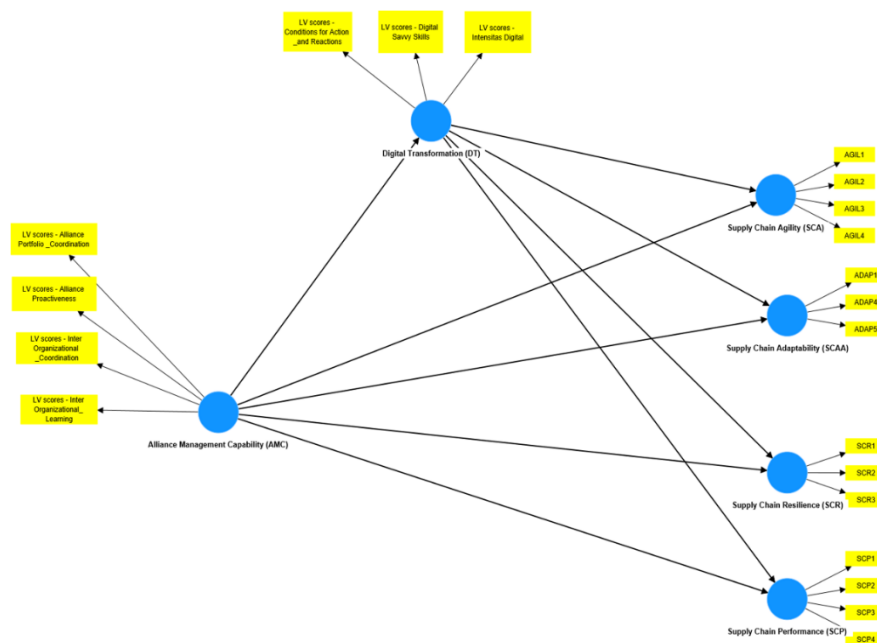 LV scores -
Conditions for Action
_and Reactions
LV scores - Digital
Savvy Skills
LV scores -
Intensitas Digital
Digital Transformation (DT)
AGIL1
AGIL2
AGIL3
AGIL4
Supply Chain Agility (SCA)
LV scores - Alliance
Portfolio _Coordination
LV scores - Alliance
Proactiveness
LV scores - Inter
Organizational
_Coordination
LV scores - Inter
Organizational_
Learning
Alliance Management Capability (AMC)
ADAP1
ADAP4
ADAP5
Supply Chain Adaptability (SCAA)
SCR1
SCR2
SCR3
Supply Chain Resilience (SCR)
SCP1
SCP2
SCP3
SCP4
Supply Chain Performance (SCP)